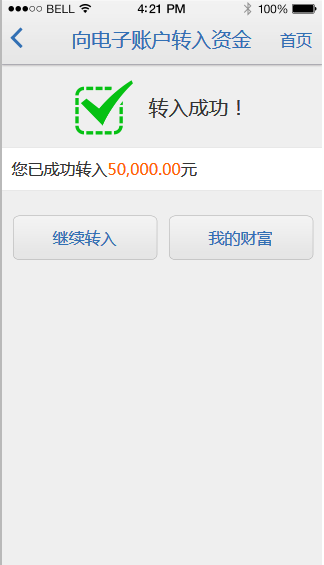 BELL 4:21 PM 100%
向电子账户转入资金 首页
转入成功！
您已成功转入50,000.00元
继续转入 我的财富